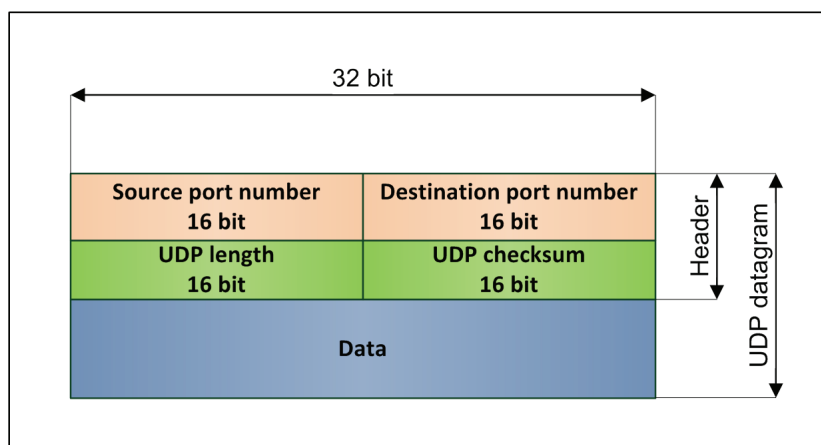 32 bit
Source port number
16 bit
Destination port number
16 bit
UDP length
16 bit
UDP checksum
16 bit
Data
Header
UDP datagram